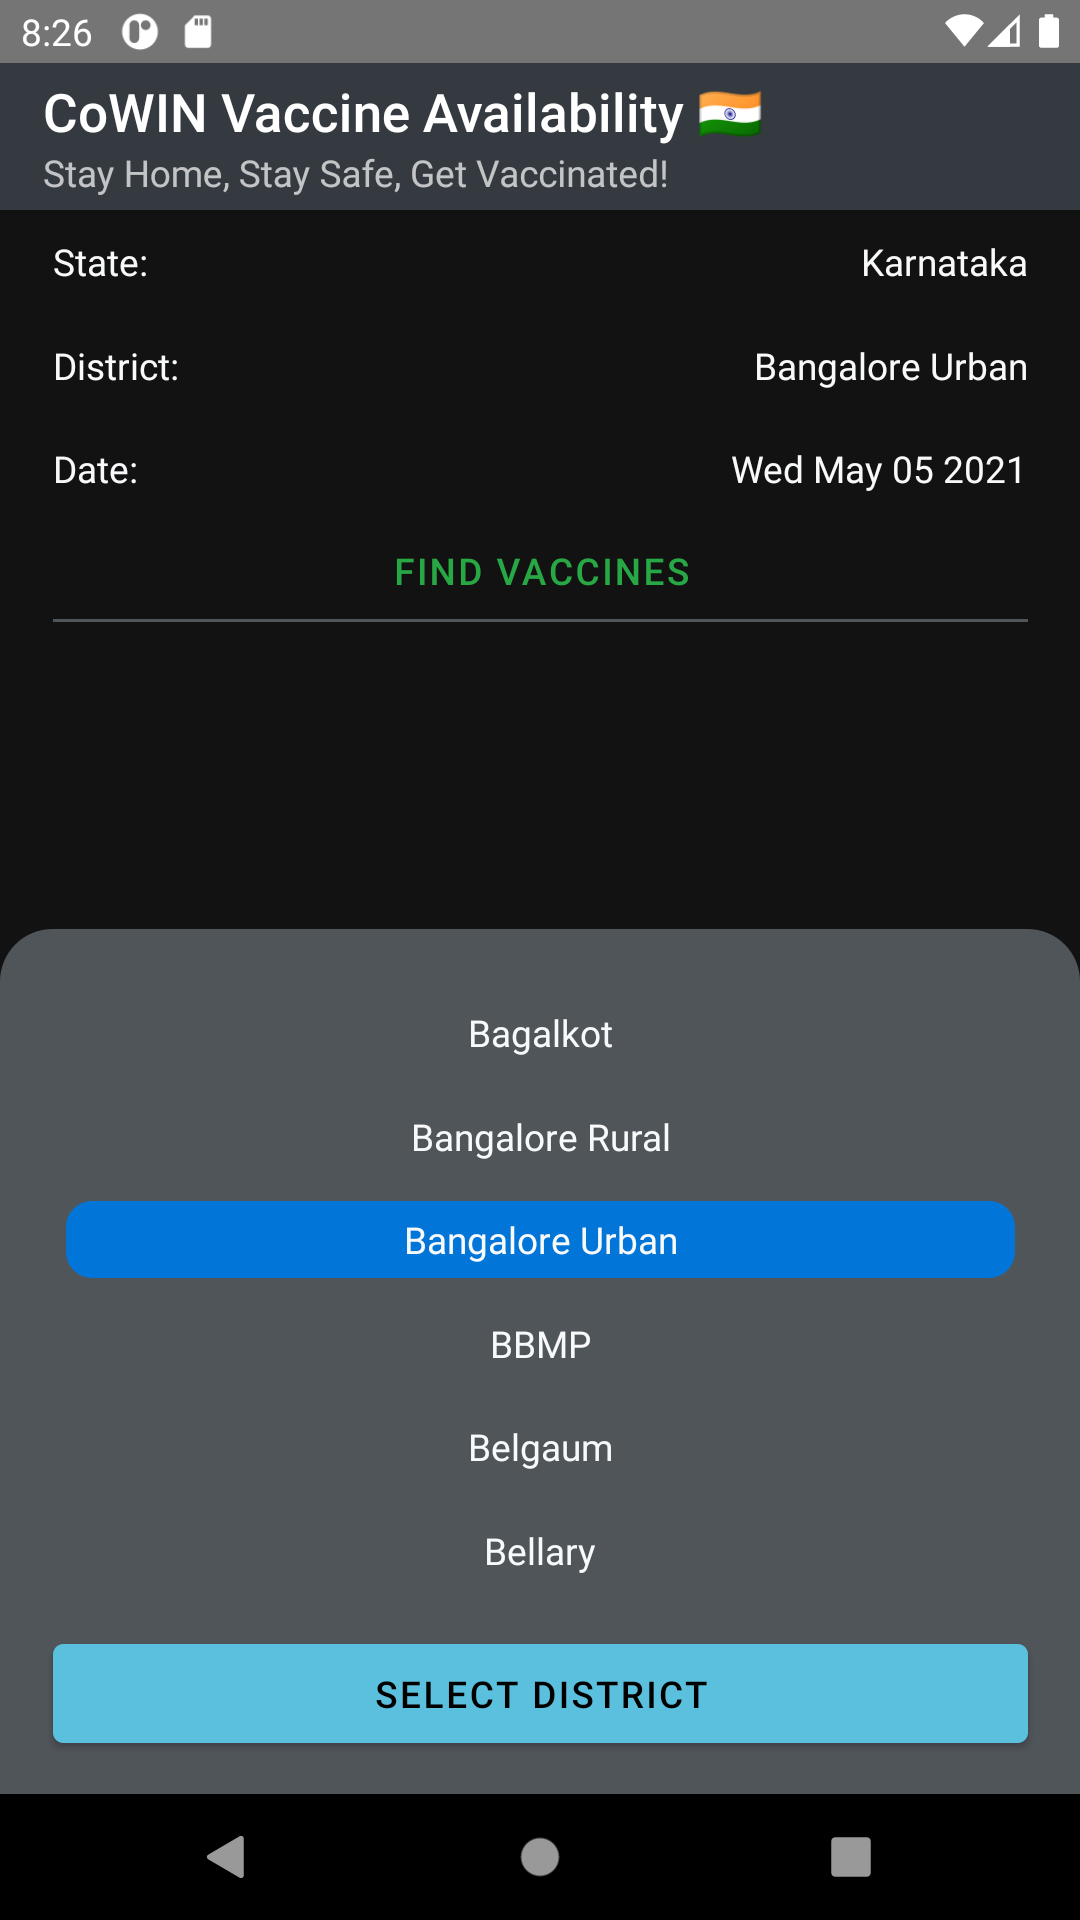 8:26
CoWIN Vaccine Availability 🇮🇳
Stay Home, Stay Safe, Get Vaccinated!
State: Karnataka
District: Bangalore Urban
Date: Wed May 05 2021
FIND VACCINES
Bagalkot
Bangalore Rural
Bangalore Urban
BBMP
Belgaum
Bellary
SELECT DISTRICT